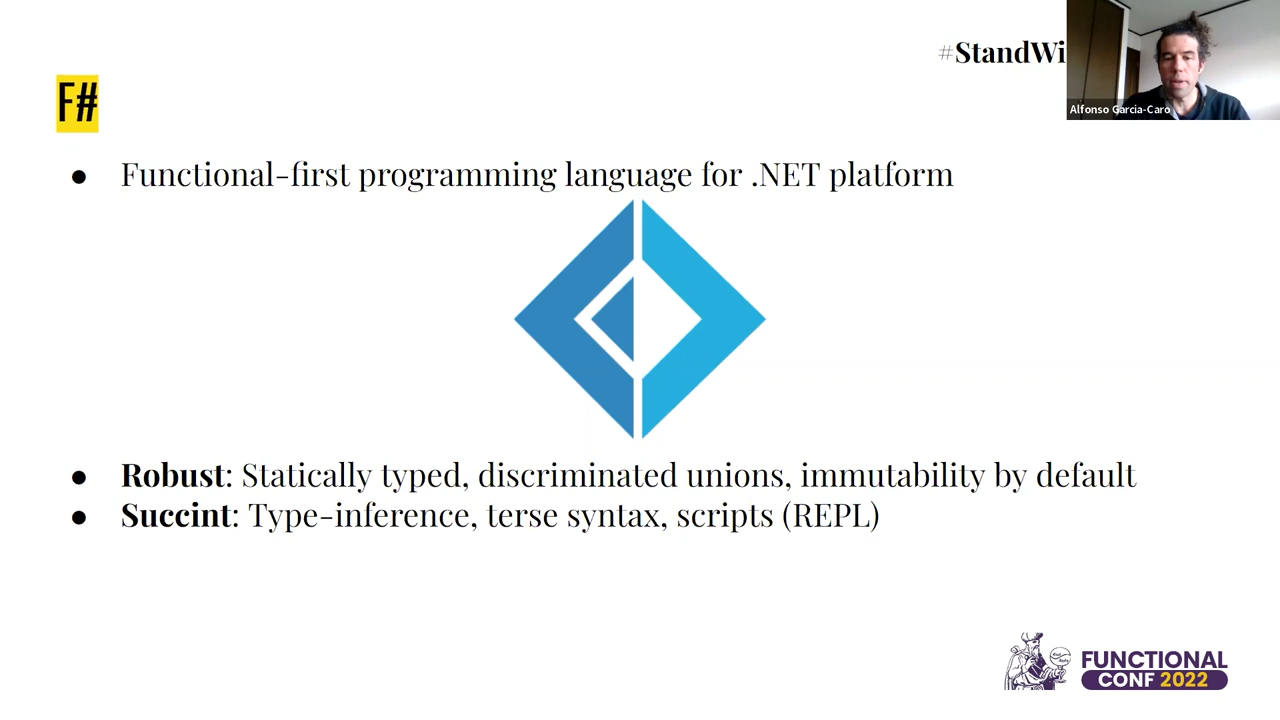 #StandWi
Alfonso Garcia-Caro
F#
● Functional-first programming language for .NET platform
● Robust: Statically typed, discriminated unions, immutability by default
● Succint: Type-inference, terse syntax, scripts (REPL)
FUNCTIONAL
CONF 2022